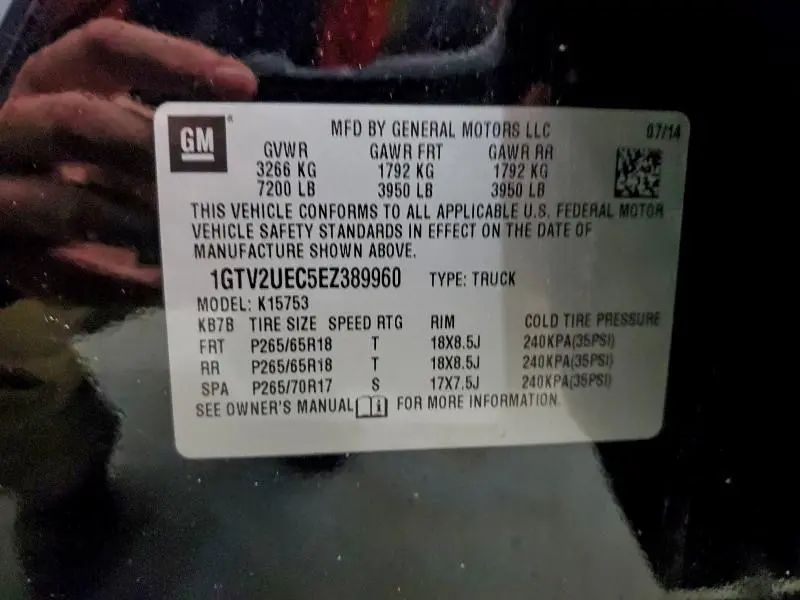 GM
MFD BY GENERAL MOTORS LLC 07/14
GVWR GAWR FRT GAWR RR
3266 KG 1792 KG 1792 KG
7200 LB 3950 LB 3950 LB
THIS VEHICLE CONFORMS TO ALL APPLICABLE U.S. FEDERAL MOTOR
VEHICLE SAFETY STANDARDS IN EFFECT ON THE DATE OF
MANUFACTURE SHOWN ABOVE.
1GTV2UEC5EZ389960 TYPE: TRUCK
MODEL: K15753
KB7B TIRE SIZE SPEED RTG RIM COLD TIRE PRESSURE
FRT P265/65R18 T 18X8.5J 240KPA(35PSI)
RR P265/65R18 T 18X8.5J 240KPA(35PSI)
SPA P265/70R17 S 17X7.5J 240KPA(35PSI)
SEE OWNER'S MANUAL FOR MORE INFORMATION.